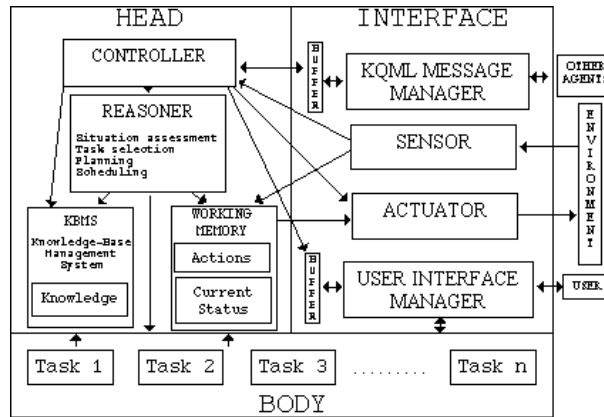 HEAD
INTERFACE
CONTROLLER
BUFFER
KQML MESSAGE
MANAGER
OTHER
AGENTS
REASONER
Situation assessment
Task selection
Planning
Scheduling
SENSOR
ENVIRONMENT
KBMS
Knowledge-Base
Management
System
Knowledge
WORKING
MEMORY
Actions
Current
Status
ACTUATOR
BUFFER
USER INTERFACE
MANAGER
USER
Task 1
Task 2
Task 3
.........
Task n
BODY